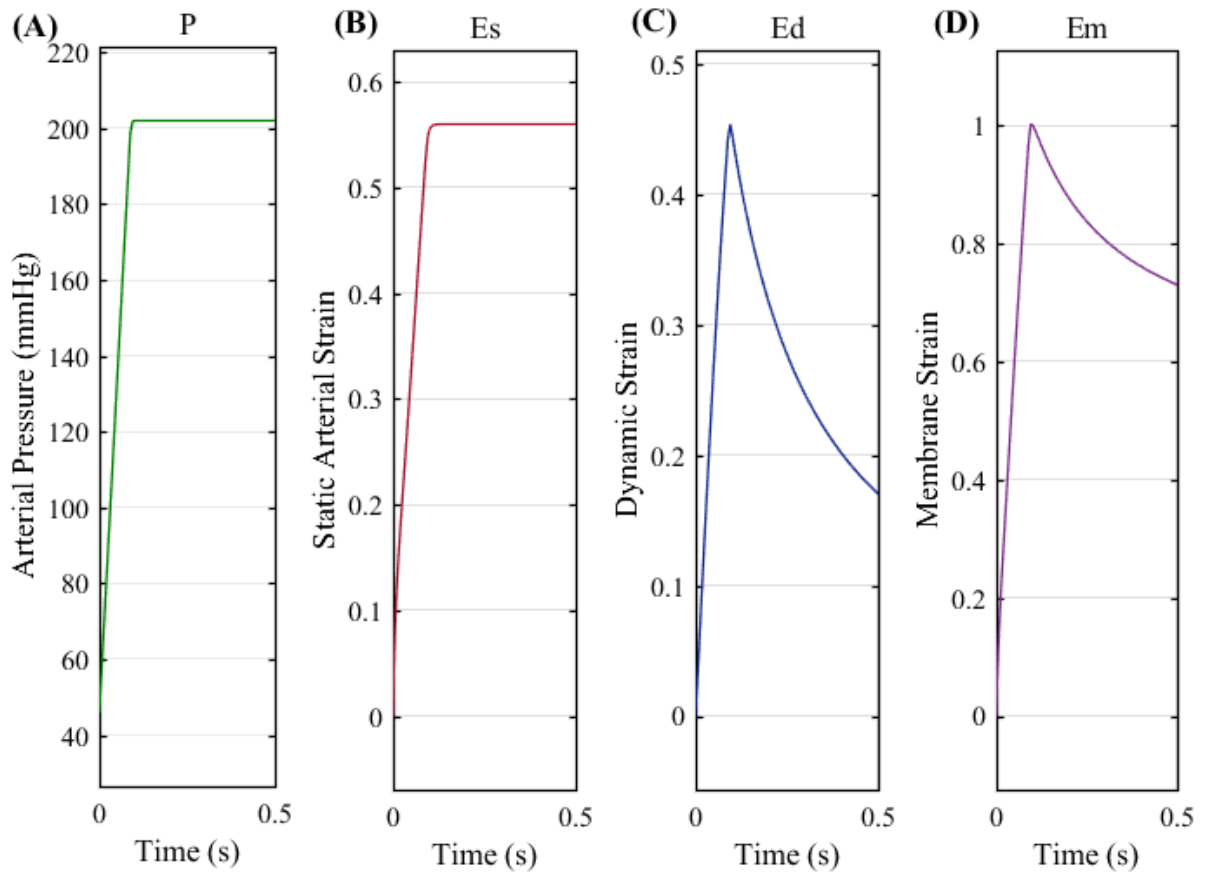 (A) P
220
200
180
160
140
120
100
80
60
40
Arterial Pressure (mmHg)
0 0.5
Time (s)
(B) Es
0.6
0.5
0.4
0.3
0.2
0.1
0
Static Arterial Strain
0 0.5
Time (s)
(C) Ed
0.5
0.4
0.3
0.2
0.1
0
Dynamic Strain
0 0.5
Time (s)
(D) Em
1
0.8
0.6
0.4
0.2
0
Membrane Strain
0 0.5
Time (s)